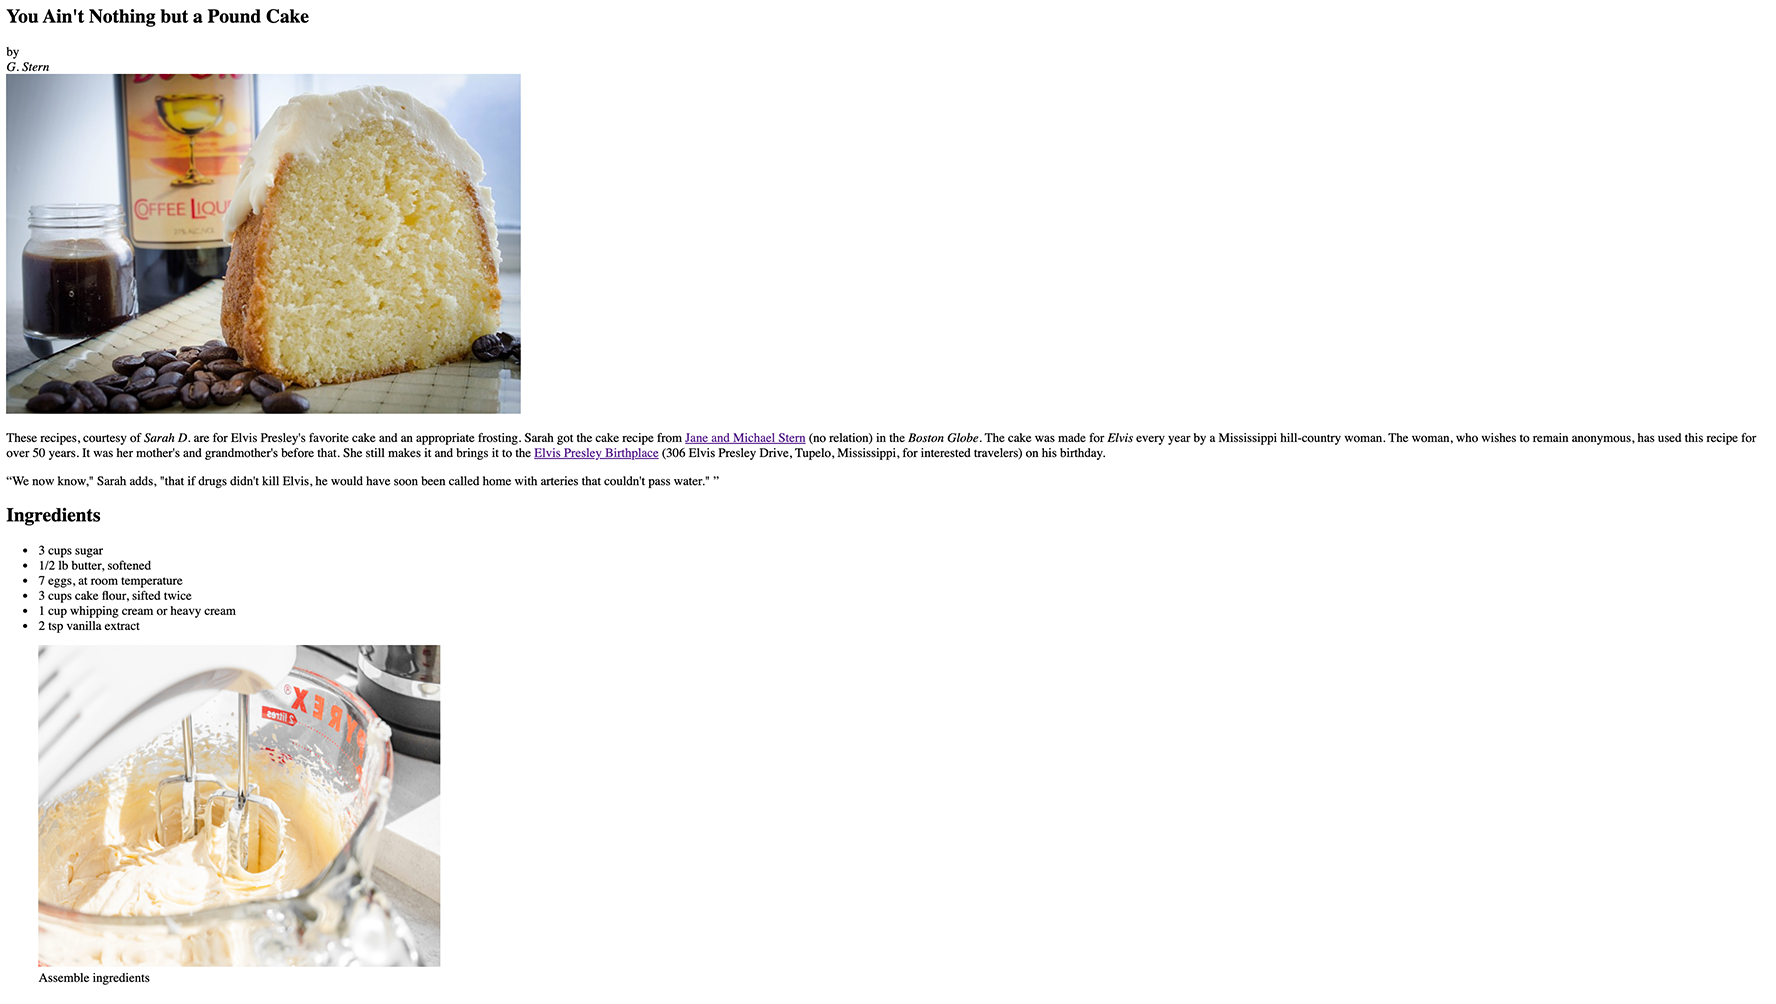 You Ain't Nothing but a Pound Cake
by
G. Stern
COFFEE LIQU
21% ALC./VOL
These recipes, courtesy of Sarah D. are for Elvis Presley's favorite cake and an appropriate frosting. Sarah got the cake recipe from Jane and Michael Stern (no relation) in the Boston Globe. The cake was made for Elvis every year by a Mississippi hill-country woman. The woman, who wishes to remain anonymous, has used this recipe for
over 50 years. It was her mother's and grandmother's before that. She still makes it and brings it to the Elvis Presley Birthplace (306 Elvis Presley Drive, Tupelo, Mississippi, for interested travelers) on his birthday.
“We now know," Sarah adds, "that if drugs didn't kill Elvis, he would have soon been called home with arteries that couldn't pass water." ”
Ingredients
• 3 cups sugar
• 1/2 lb butter, softened
• 7 eggs, at room temperature
• 3 cups cake flour, sifted twice
• 1 cup whipping cream or heavy cream
• 2 tsp vanilla extract
PYREX®
2 litres
Assemble ingredients